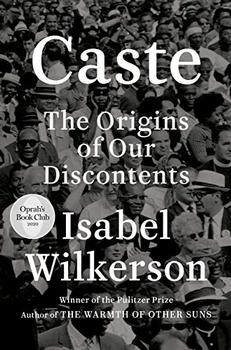 Caste
The Origins
of Our
Discontents
Oprah's
Book Club
2020
Isabel
Wilkerson
Winner of the Pulitzer Prize
Author of THE WARMTH OF OTHER SUNS